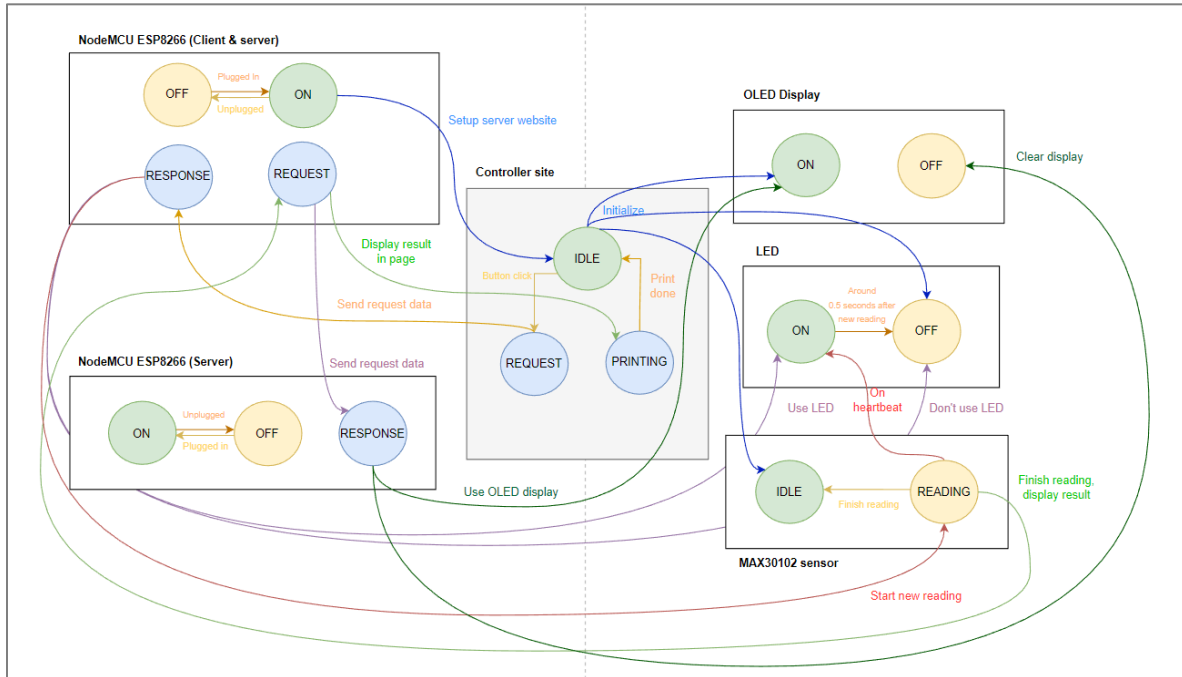 NodeMCU ESP8266 (Client & server)
OFF
Plugged In
Unplugged
ON
RESPONSE
REQUEST
Setup server website
Controller site
Initialize
IDLE
Button click
Print
done
REQUEST
PRINTING
Display result
in page
Send request data
OLED Display
ON
OFF
Clear display
LED
ON
Around
0.5 seconds after
new reading
OFF
Use LED
On
heartbeat
Don't use LED
NodeMCU ESP8266 (Server)
ON
Unplugged
Plugged in
OFF
RESPONSE
Send request data
Use OLED display
IDLE
Finish reading
READING
MAX30102 sensor
Finish reading,
display result
Start new reading